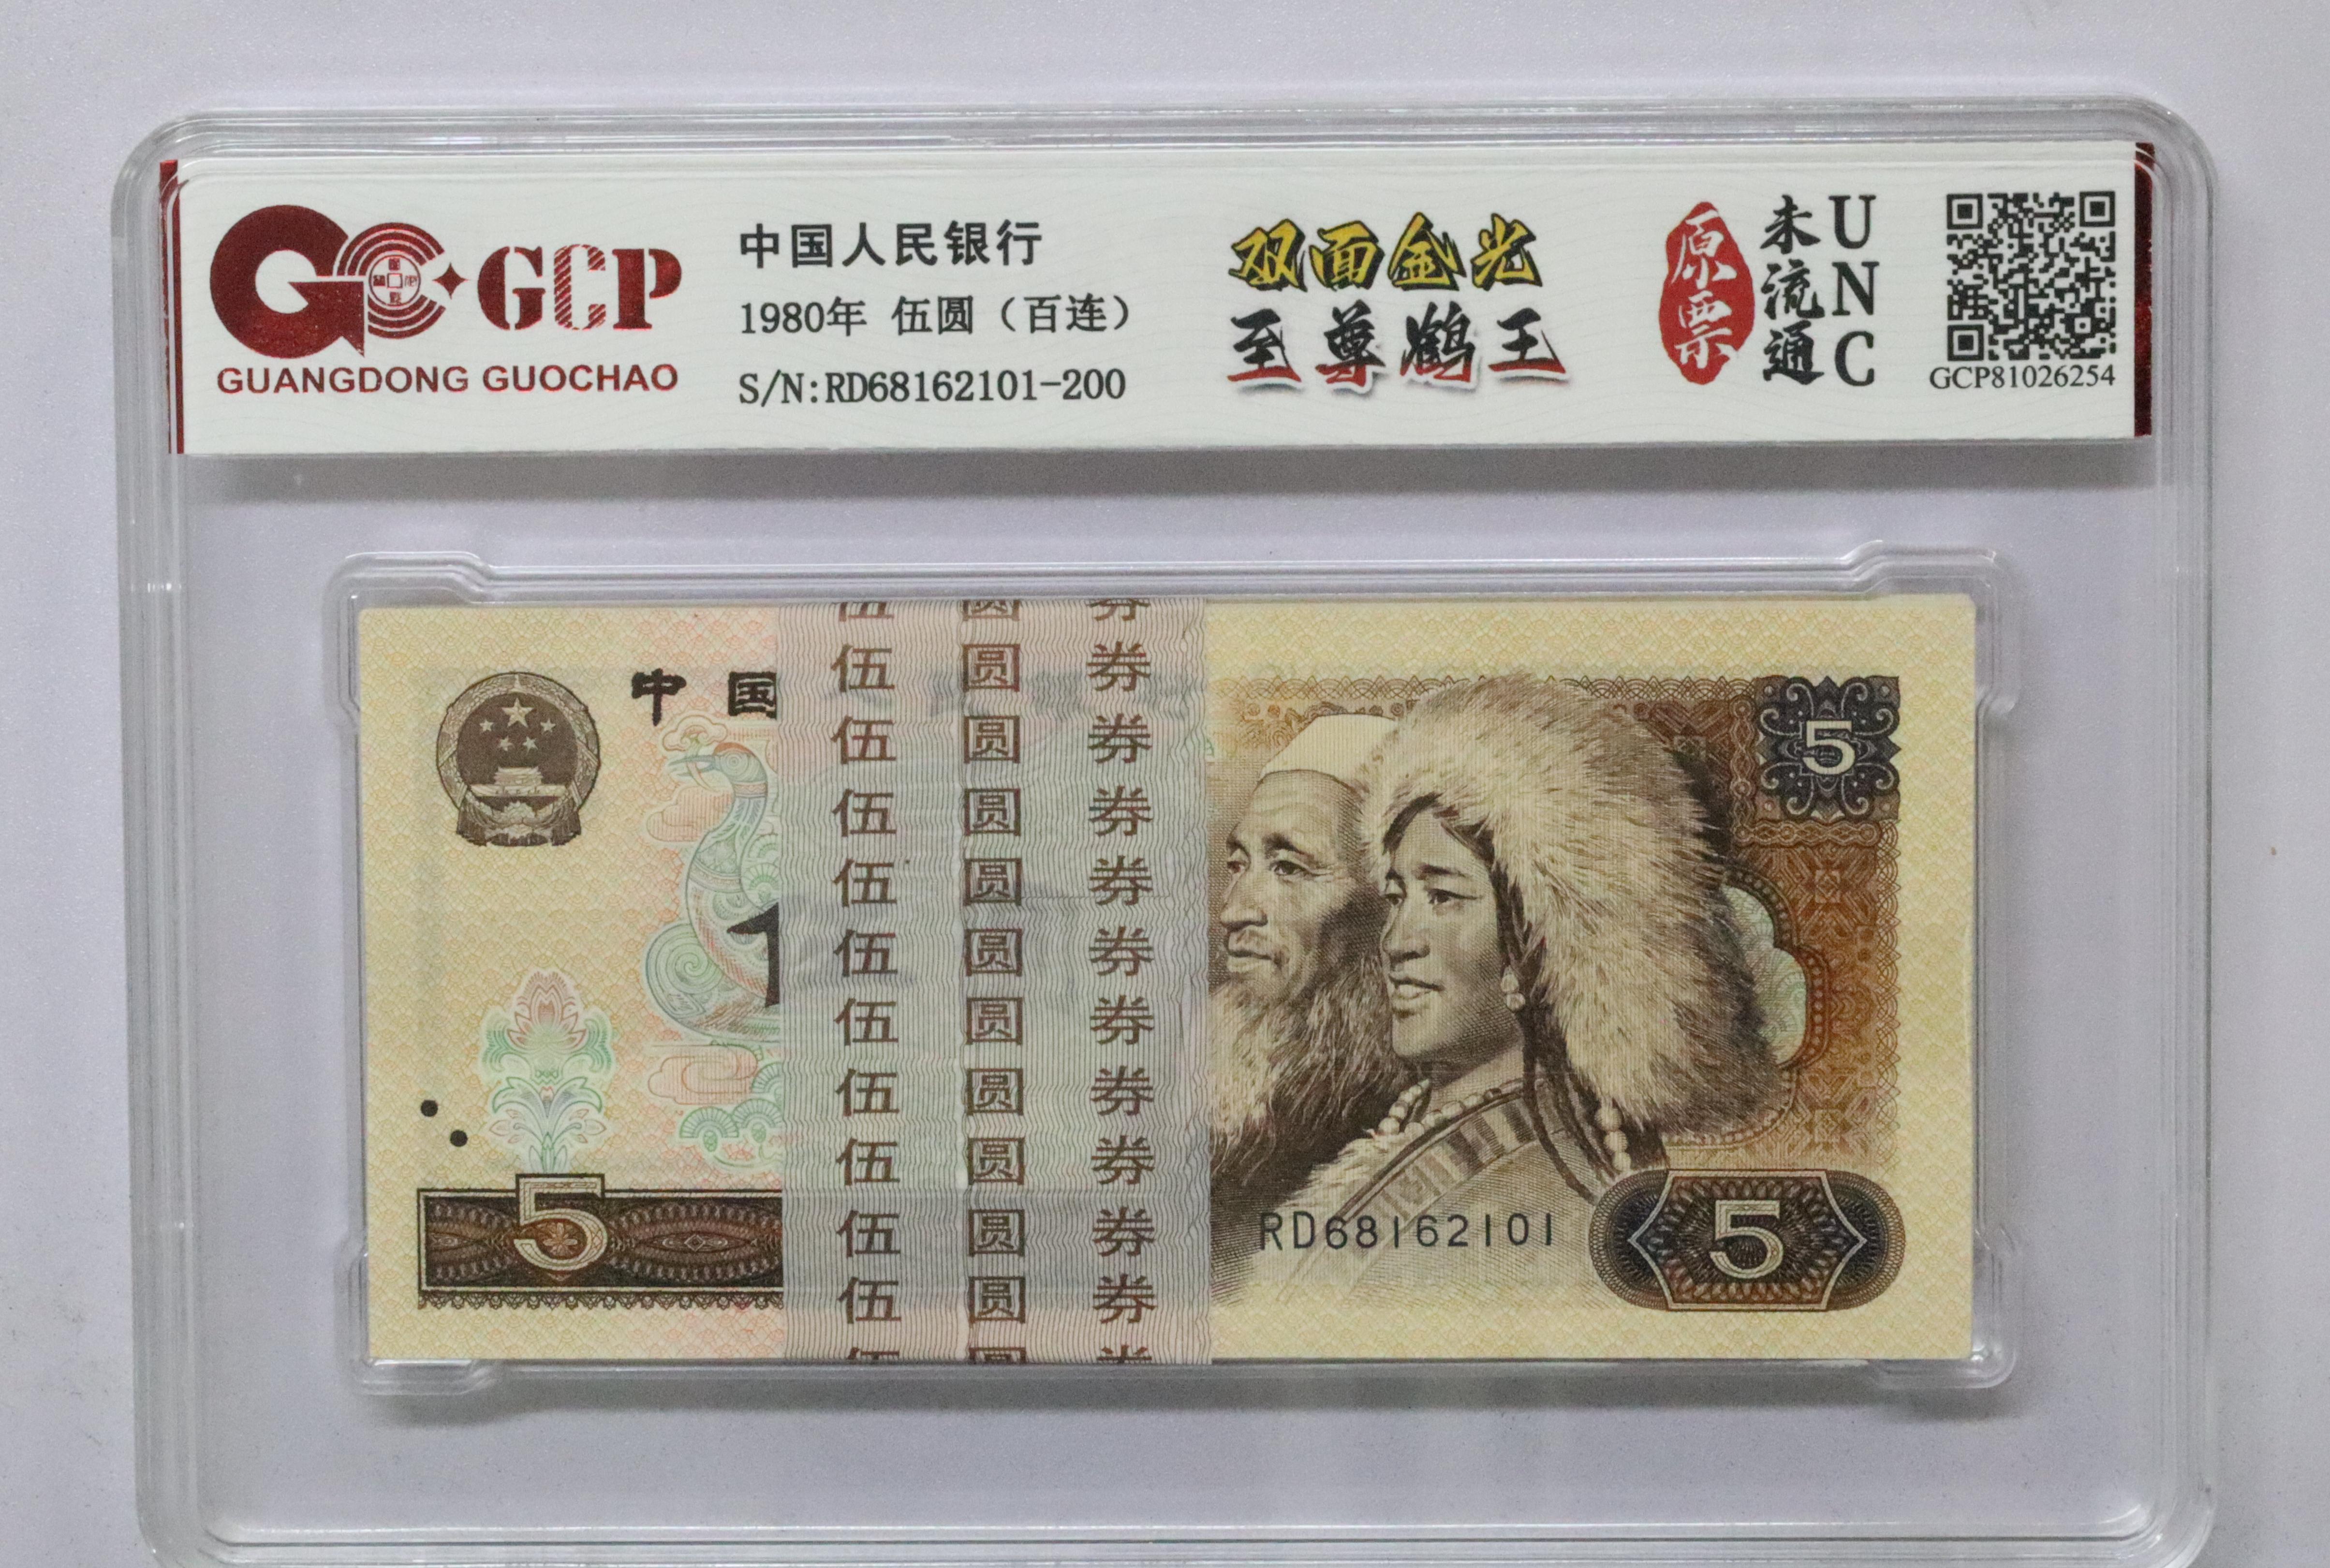 GCP
GUANGDONG GUOCHAO
中国人民银行
1980年 伍圆（百连）
S/N:RD68162101-200
双面金光
至尊鹤王
原票
未流通
UNC
GCP81026254
中国
伍 圆 券
伍 圆 券
伍 圆 券
伍 圆 券
伍 圆 券
伍 圆 券
伍 圆 券
伍 圆 券
伍 圆 券
伍 圆 券
5
5
RD68162101
5